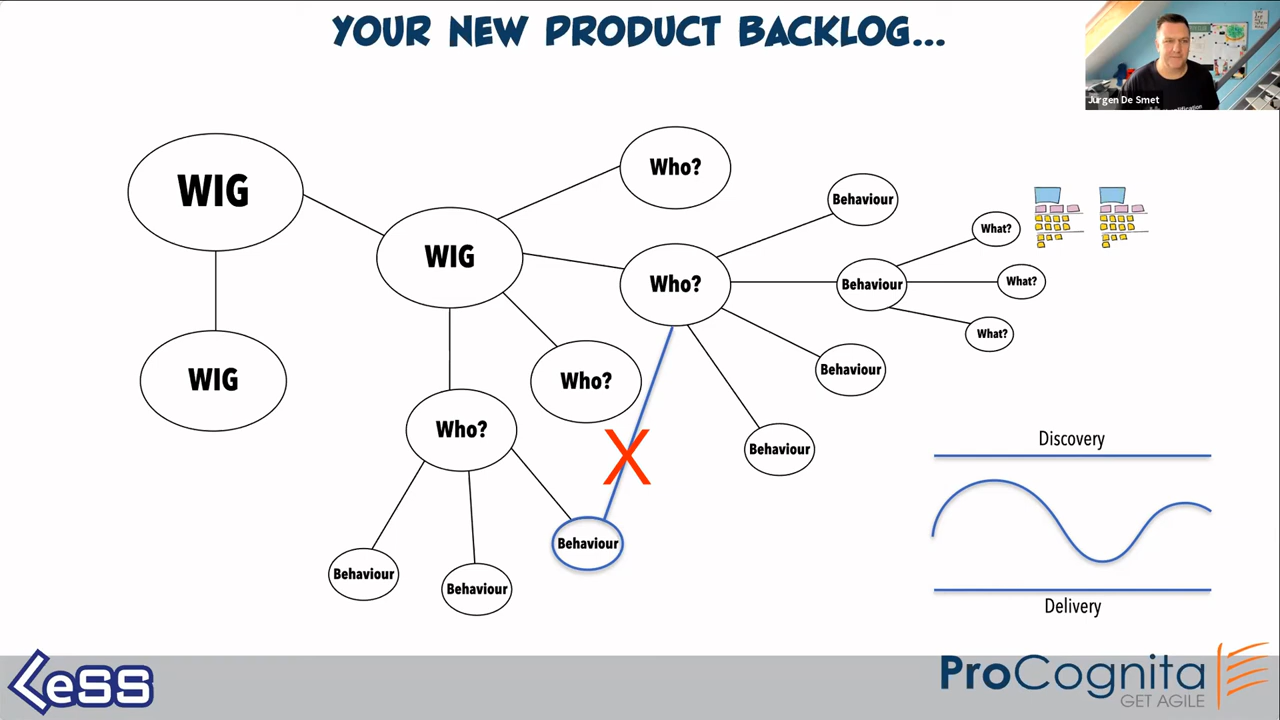 YOUR NEW PRODUCT BACKLOG...
Jürgen De Smet
WIG
WIG
WIG
Who?
Who?
Who?
Who?
Behaviour
Behaviour
Behaviour
Behaviour
What?
What?
What?
Behaviour
Behaviour
Behaviour
Discovery
Delivery
LeSS
ProCognita
GET AGILE